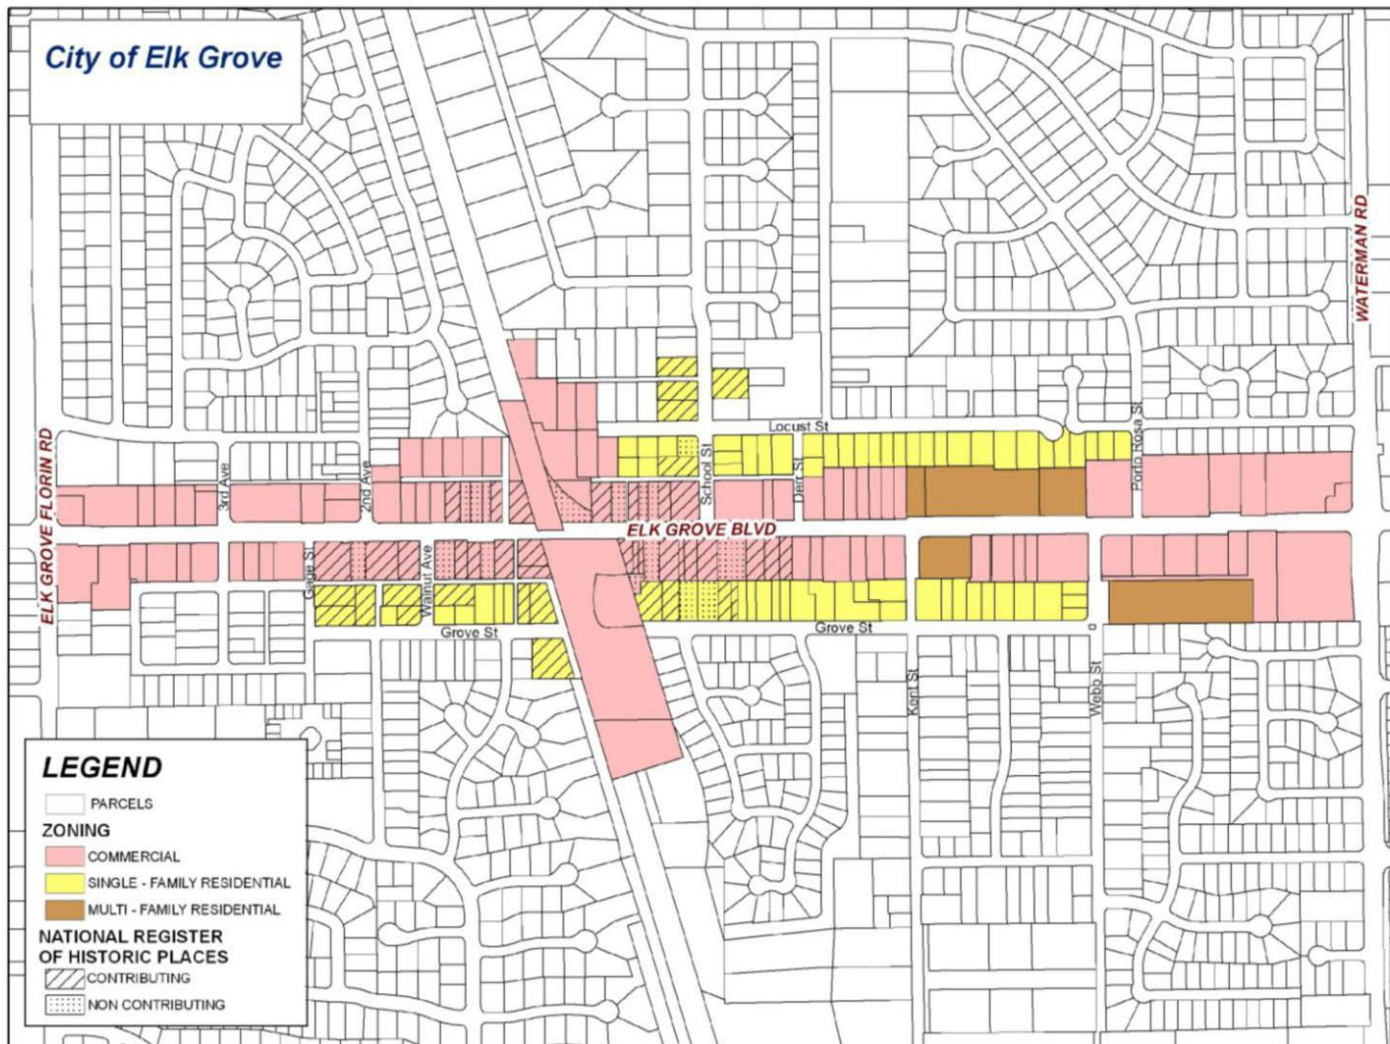 City of Elk Grove
WATERMAN RD
ELK GROVE FLORIN RD
3rd Ave
2nd Ave
Locust St
School St
Derr St
Porto Rosa St
ELK GROVE BLVD
Gage St
Walnut Ave
Grove St
Grove St
Kent St
Webb St
LEGEND
PARCELS
ZONING
COMMERCIAL
SINGLE - FAMILY RESIDENTIAL
MULTI - FAMILY RESIDENTIAL
NATIONAL REGISTER
OF HISTORIC PLACES
CONTRIBUTING
NON CONTRIBUTING